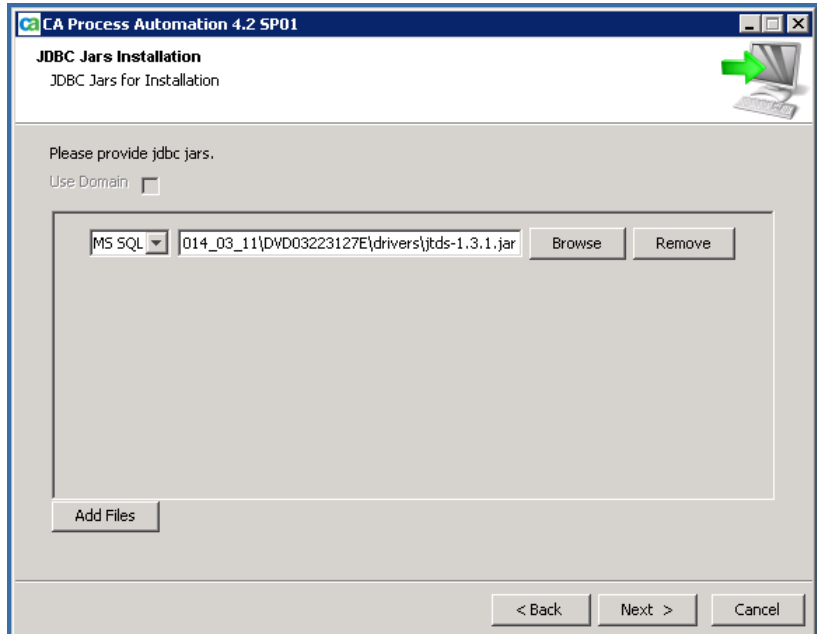 ca CA Process Automation 4.2 SP01
JDBC Jars Installation
JDBC Jars for Installation
Please provide jdbc jars.
Use Domain
MS SQL 014_03_11\DVD03223127E\drivers\jtds-1.3.1.jar Browse Remove
Add Files
< Back Next > Cancel